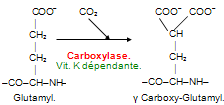 COO⁻ CO₂ COO⁻ COO⁻
CH₂ CH
Carboxylase.
Vit. K dépendante.
CH₂ CH₂
–CO–CH–NH– –CO–CH–NH–
Glutamyl. γ Carboxy-Glutamyl.